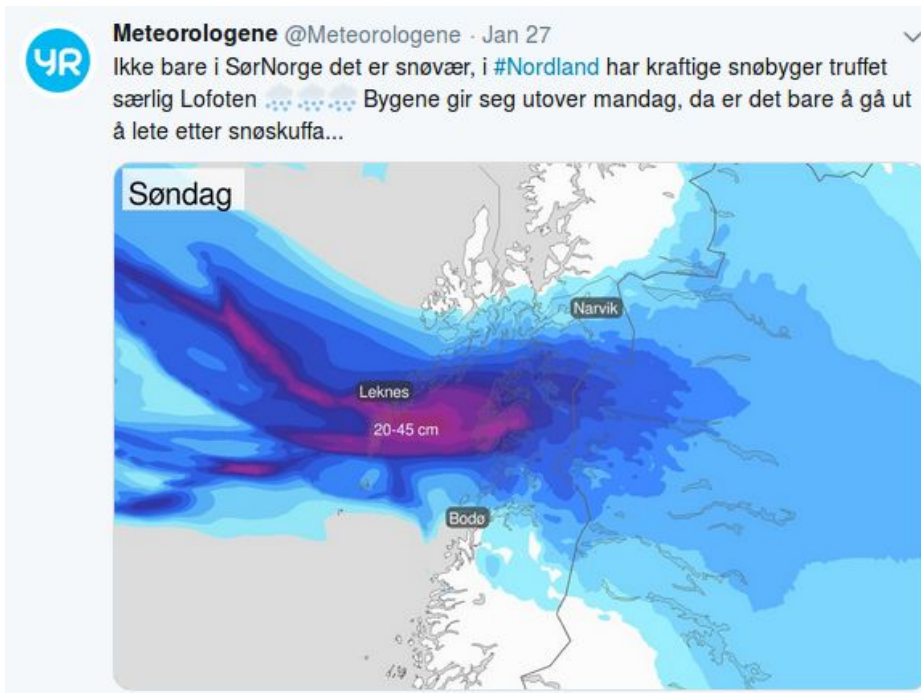 YR
Meteorologene @Meteorologene · Jan 27
Ikke bare i SørNorge det er snøvær, i #Nordland har kraftige snøbyger truffet
særlig Lofoten 🌨️🌨️🌨️ Bygene gir seg utover mandag, da er det bare å gå ut
å lete etter snøskuffa...
Søndag
Narvik
Leknes
20-45 cm
Bodø